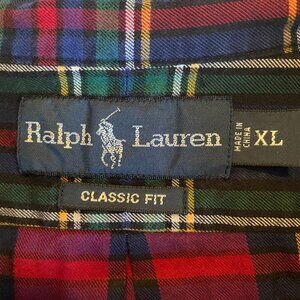 Ralph Lauren
MADE IN
CHINA
XL
CLASSIC FIT